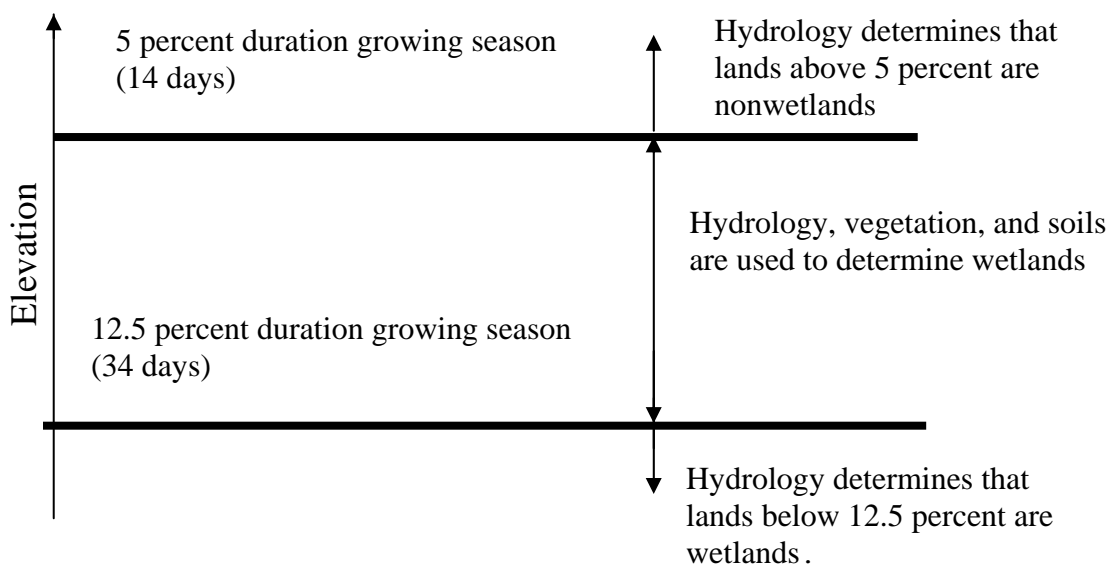 5 percent duration growing season
(14 days)
Hydrology determines that
lands above 5 percent are
nonwetlands
Elevation
Hydrology, vegetation, and soils
are used to determine wetlands
12.5 percent duration growing season
(34 days)
Hydrology determines that
lands below 12.5 percent are
wetlands.